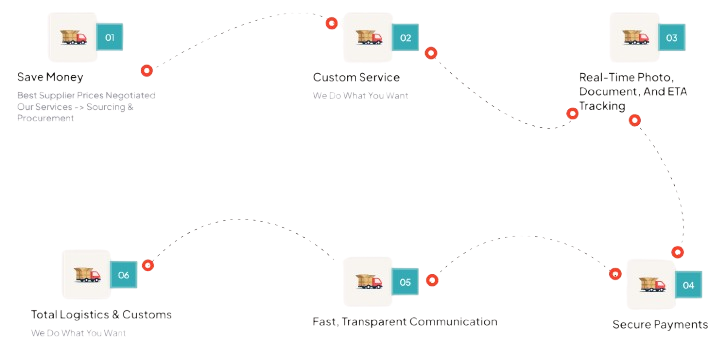 01
Save Money
Best Supplier Prices Negotiated
Our Services -> Sourcing &
Procurement
02
Custom Service
We Do What You Want
03
Real-Time Photo,
Document, And ETA
Tracking
04
Secure Payments
05
Fast, Transparent Communication
06
Total Logistics & Customs
We Do What You Want